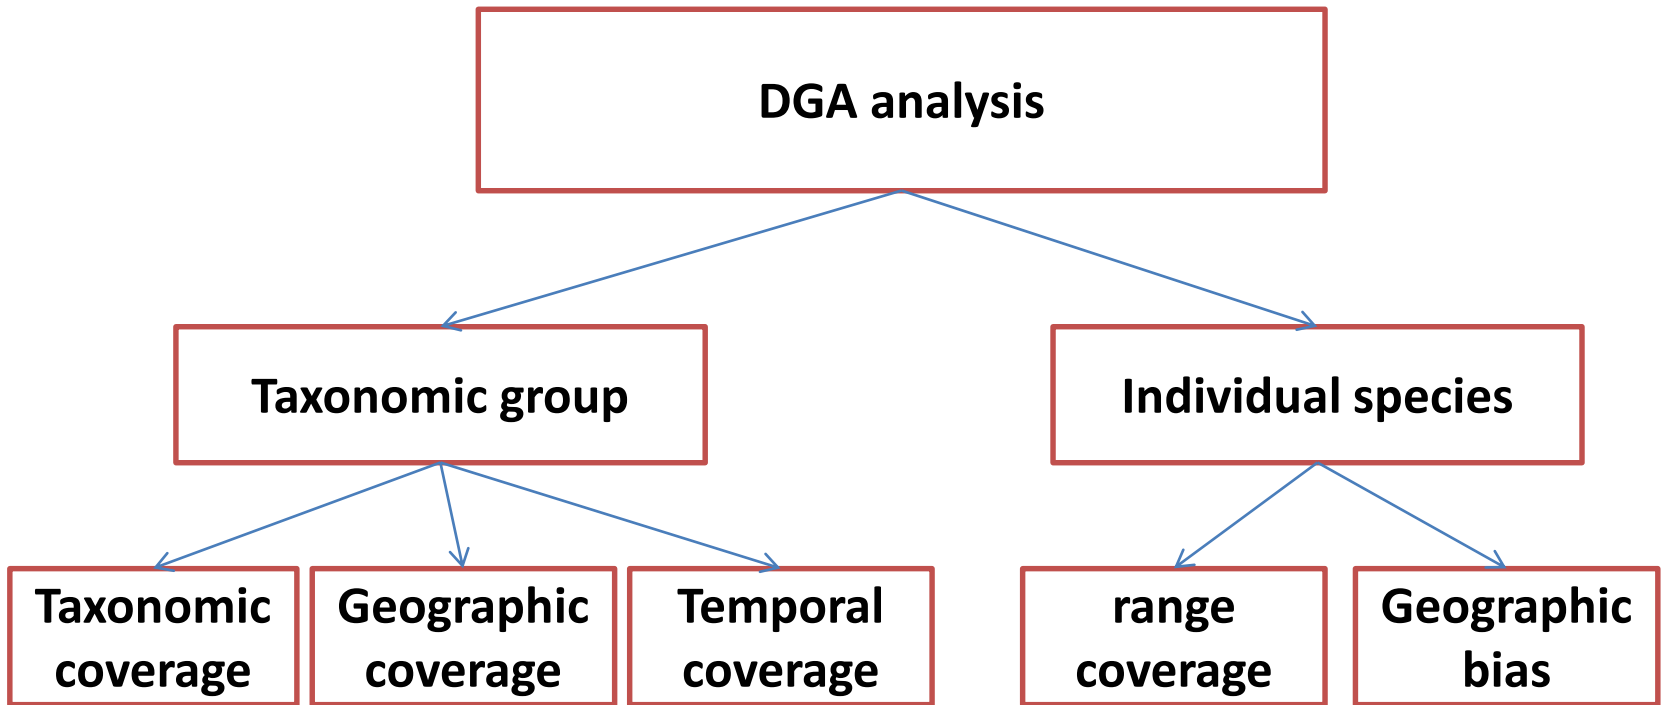 DGA analysis
Taxonomic group
Individual species
Taxonomic
coverage
Geographic
coverage
Temporal
coverage
range
coverage
Geographic
bias